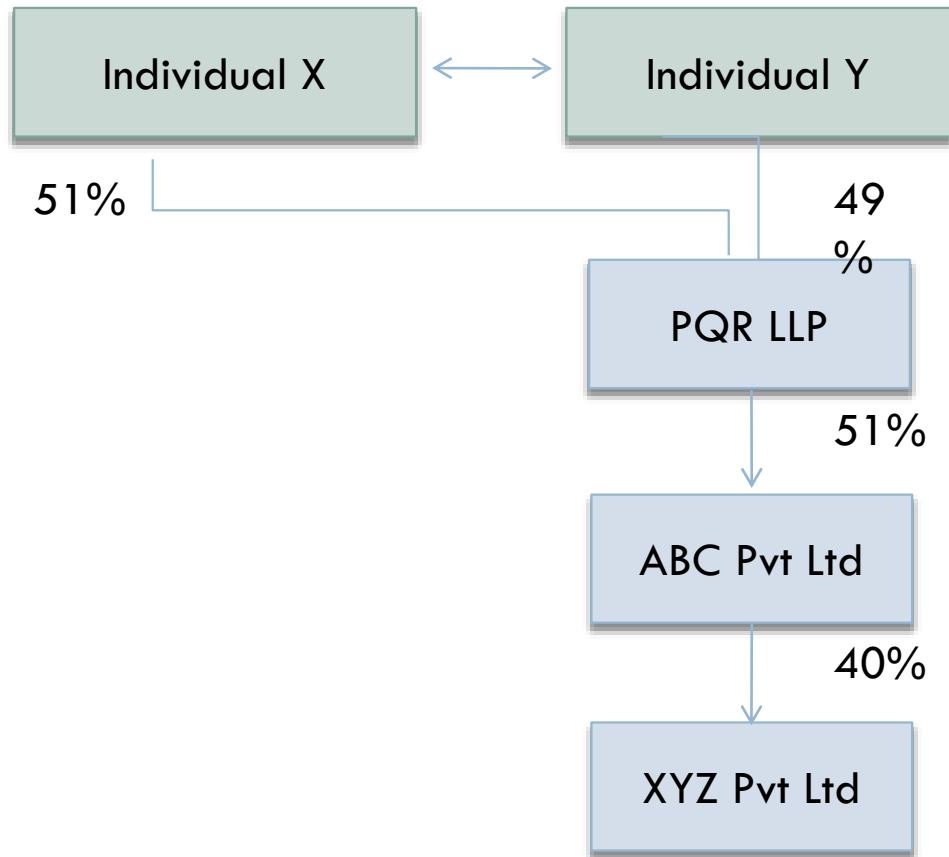 Individual X
Individual Y
51%
49
%
PQR LLP
51%
ABC Pvt Ltd
40%
XYZ Pvt Ltd